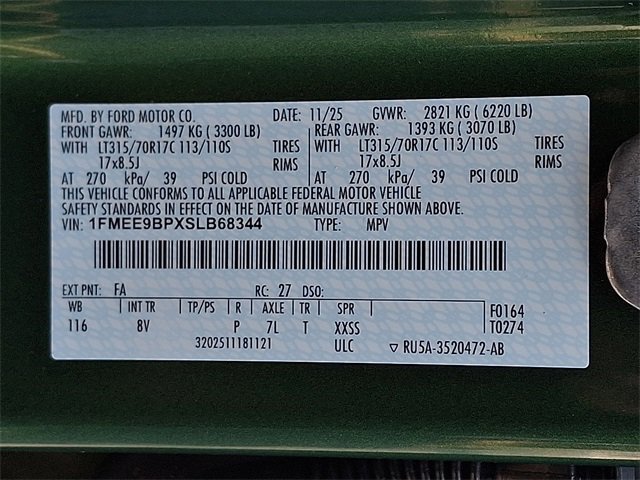 MFD. BY FORD MOTOR CO. DATE: 11/25 GVWR: 2821 KG ( 6220 LB)
FRONT GAWR: 1497 KG ( 3300 LB) REAR GAWR: 1393 KG ( 3070 LB)
WITH LT315/70R17C 113/110S TIRES WITH LT315/70R17C 113/110S TIRES
17x8.5J RIMS 17x8.5J RIMS
AT 270 kPa/ 39 PSI COLD AT 270 kPa/ 39 PSI COLD
THIS VEHICLE CONFORMS TO ALL APPLICABLE FEDERAL MOTOR VEHICLE
SAFETY STANDARDS IN EFFECT ON THE DATE OF MANUFACTURE SHOWN ABOVE.
VIN: 1FMEE9BPXSLB68344 TYPE: MPV
EXT PNT: FA RC: 27 DSO:
WB INT TR TP/PS R AXLE TR SPR F0164
116 8V P 7L T XXSS T0274
3202511181121 ULC ▽ RU5A-3520472-AB